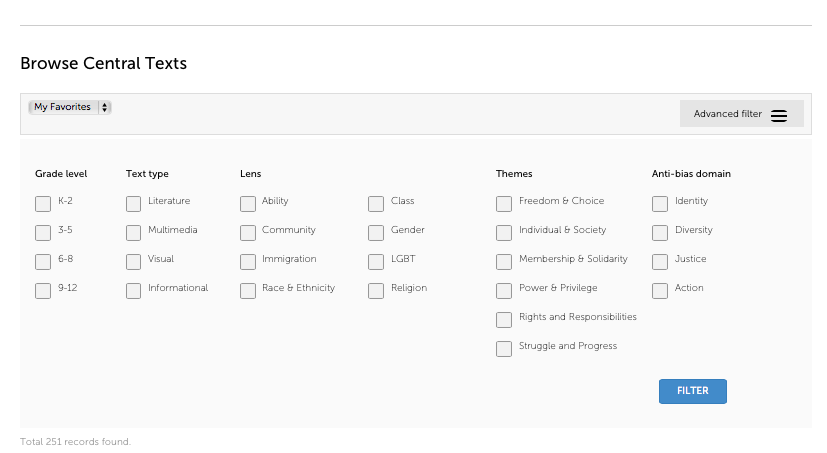 Browse Central Texts
My Favorites
Advanced filter
Grade level Text type Lens Themes Anti-bias domain
K-2 Literature Ability Class Freedom & Choice Identity
3-5 Multimedia Community Gender Individual & Society Diversity
6-8 Visual Immigration LGBT Membership & Solidarity Justice
9-12 Informational Race & Ethnicity Religion Power & Privilege Action
Rights and Responsibilities
Struggle and Progress
FILTER
Total 251 records found.